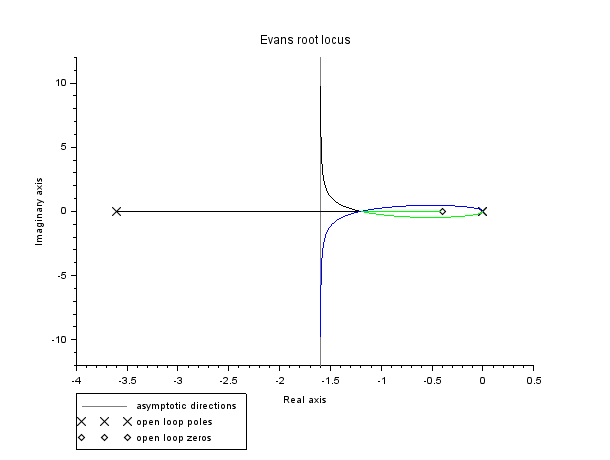 Evans root locus
10
5
0
-5
-10
Imaginary axis
-4
-3.5
-3
-2.5
-2
-1.5
-1
-0.5
0
0.5
Real axis
asymptotic directions
open loop poles
open loop zeros